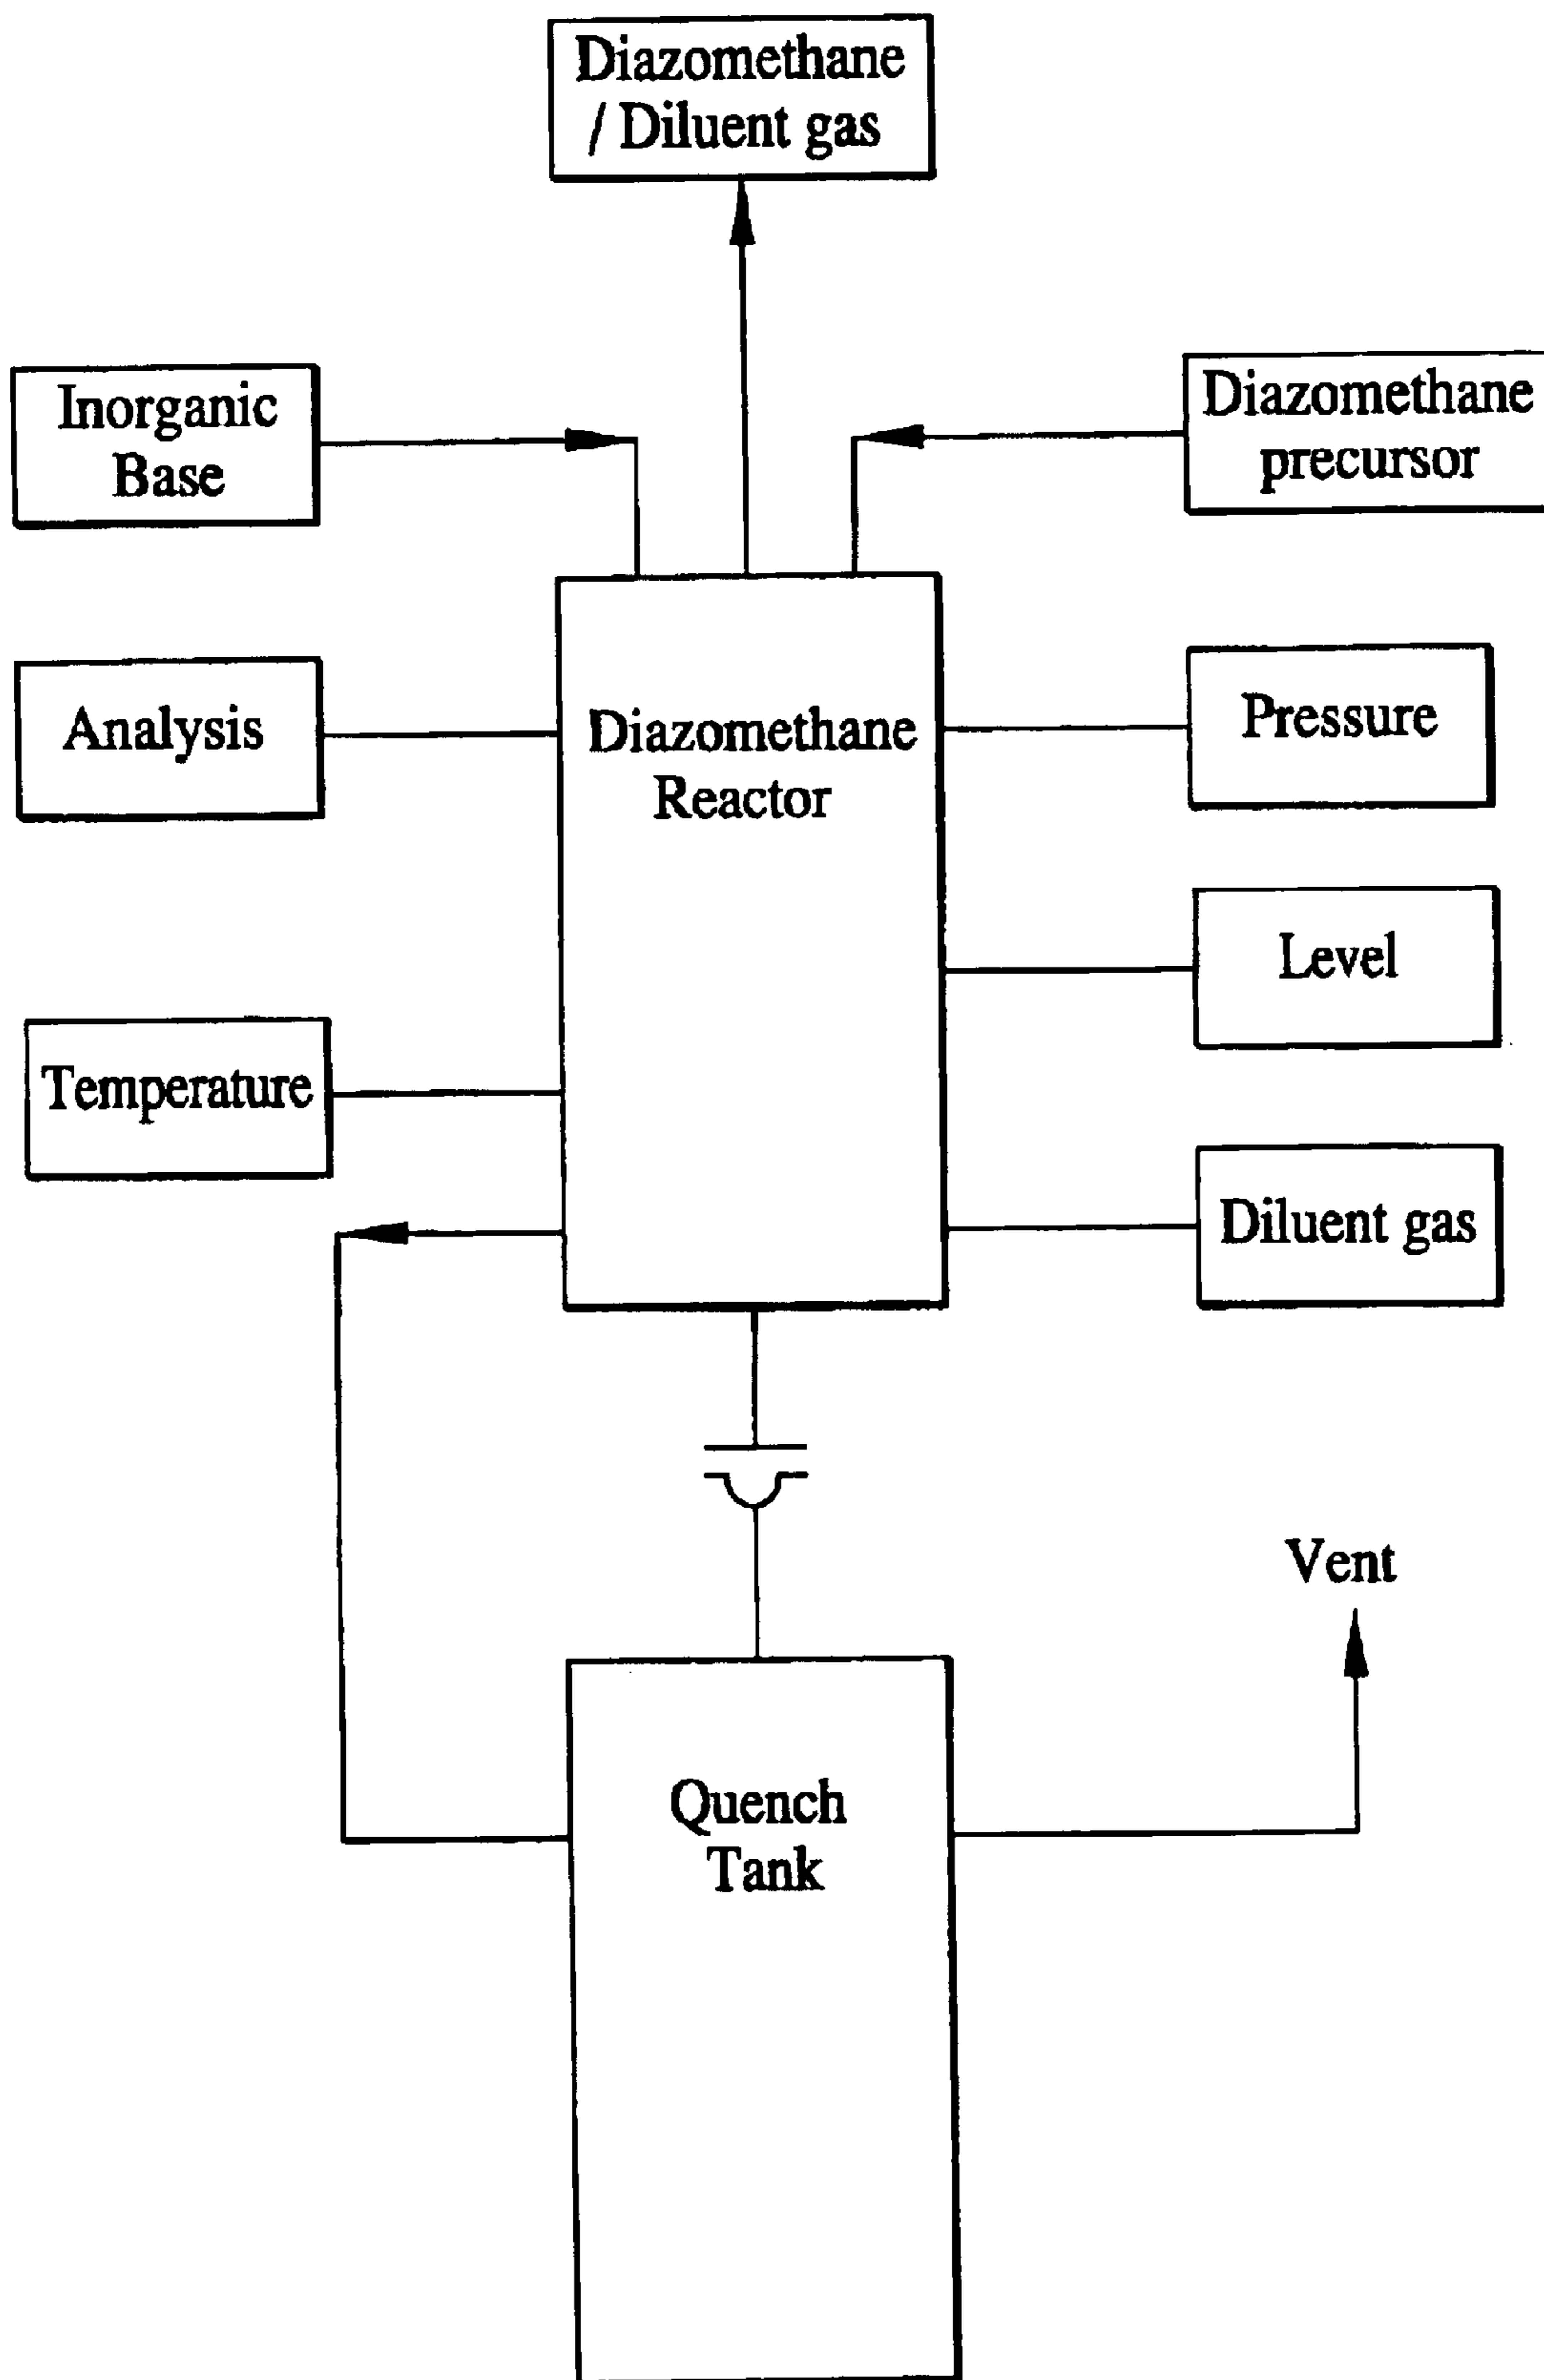 Diazomethane
/ Diluent gas
Inorganic
Base
Diazomethane
precursor
Analysis
Diazomethane
Reactor
Pressure
Level
Temperature
Diluent gas
Vent
Quench
Tank